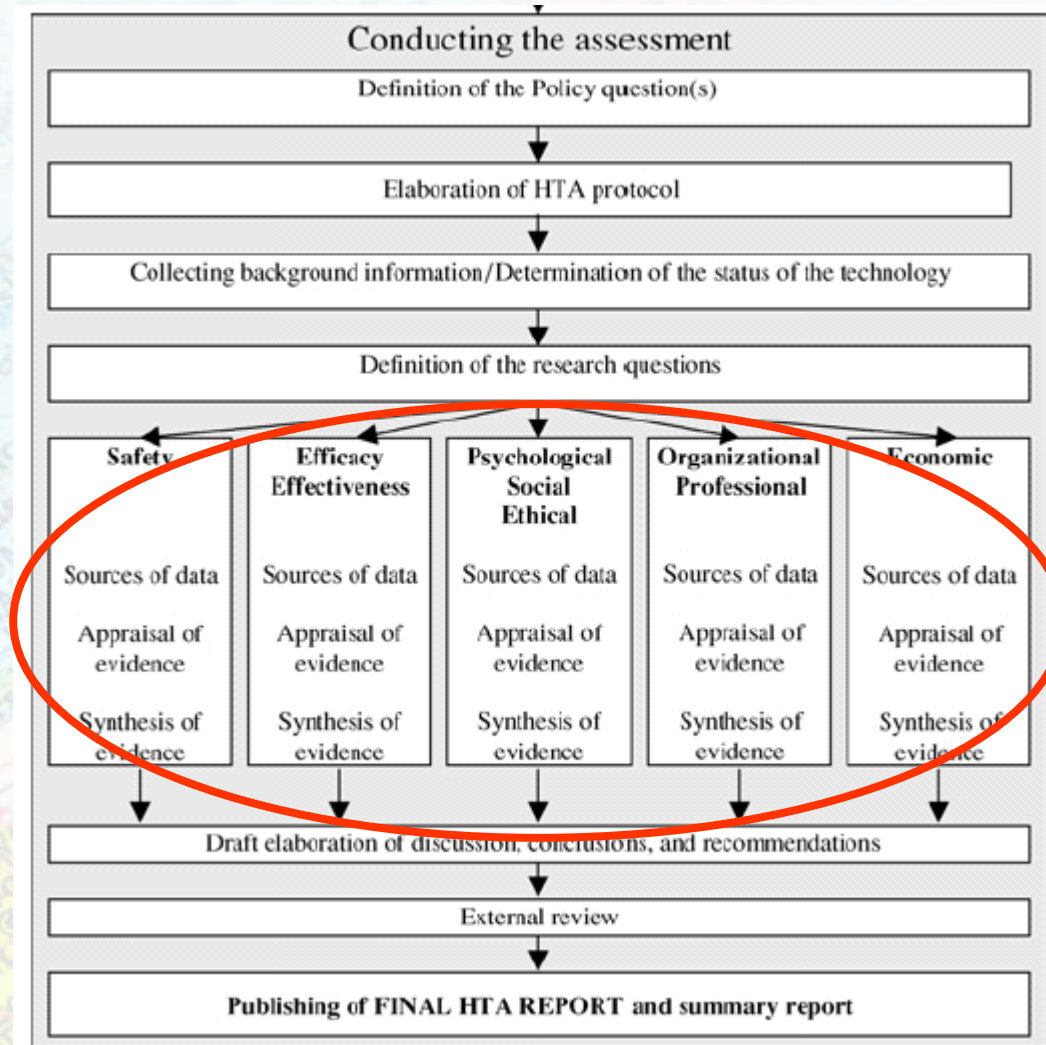 Conducting the assessment
Definition of the Policy question(s)
Elaboration of HTA protocol
Collecting background information/Determination of the status of the technology
Definition of the research questions
Safety
Sources of data
Appraisal of
evidence
Synthesis of
evidence
Efficacy
Effectiveness
Sources of data
Appraisal of
evidence
Synthesis of
evidence
Psychological
Social
Ethical
Sources of data
Appraisal of
evidence
Synthesis of
evidence
Organizational
Professional
Sources of data
Appraisal of
evidence
Synthesis of
evidence
Economic
Sources of data
Appraisal of
evidence
Synthesis of
evidence
Draft elaboration of discussion, conclusions, and recommendations
External review
Publishing of FINAL HTA REPORT and summary report